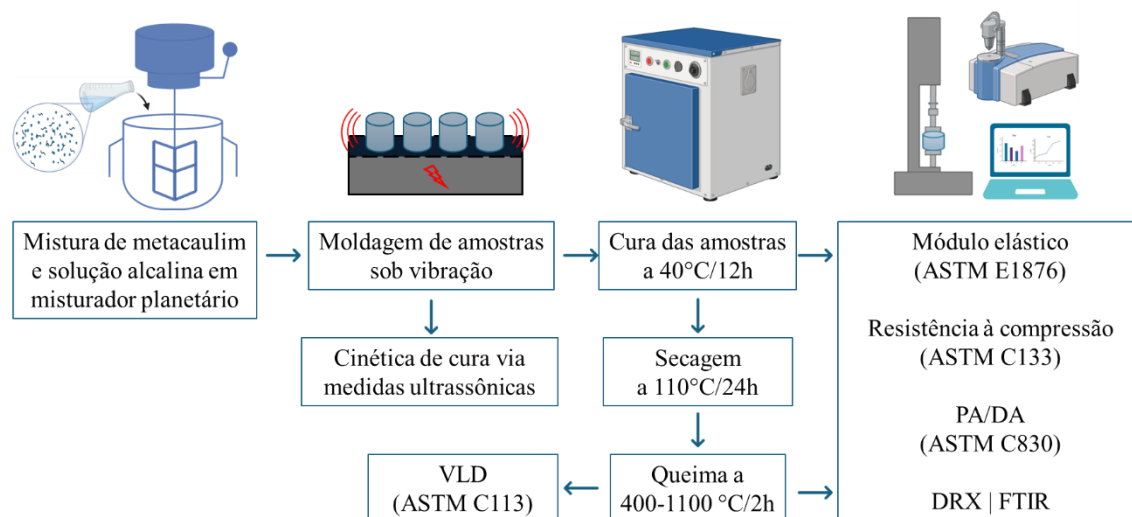 Mistura de metacaulim
e solução alcalina em
misturador planetário
Moldagem de amostras
sob vibração
Cura das amostras
a 40°C/12h
Módulo elástico
(ASTM E1876)
Resistência à compressão
(ASTM C133)
PA/DA
(ASTM C830)
DRX | FTIR
Cinética de cura via
medidas ultrassônicas
Secagem
a 110°C/24h
VLD
(ASTM C113)
Queima a
400-1100 °C/2h